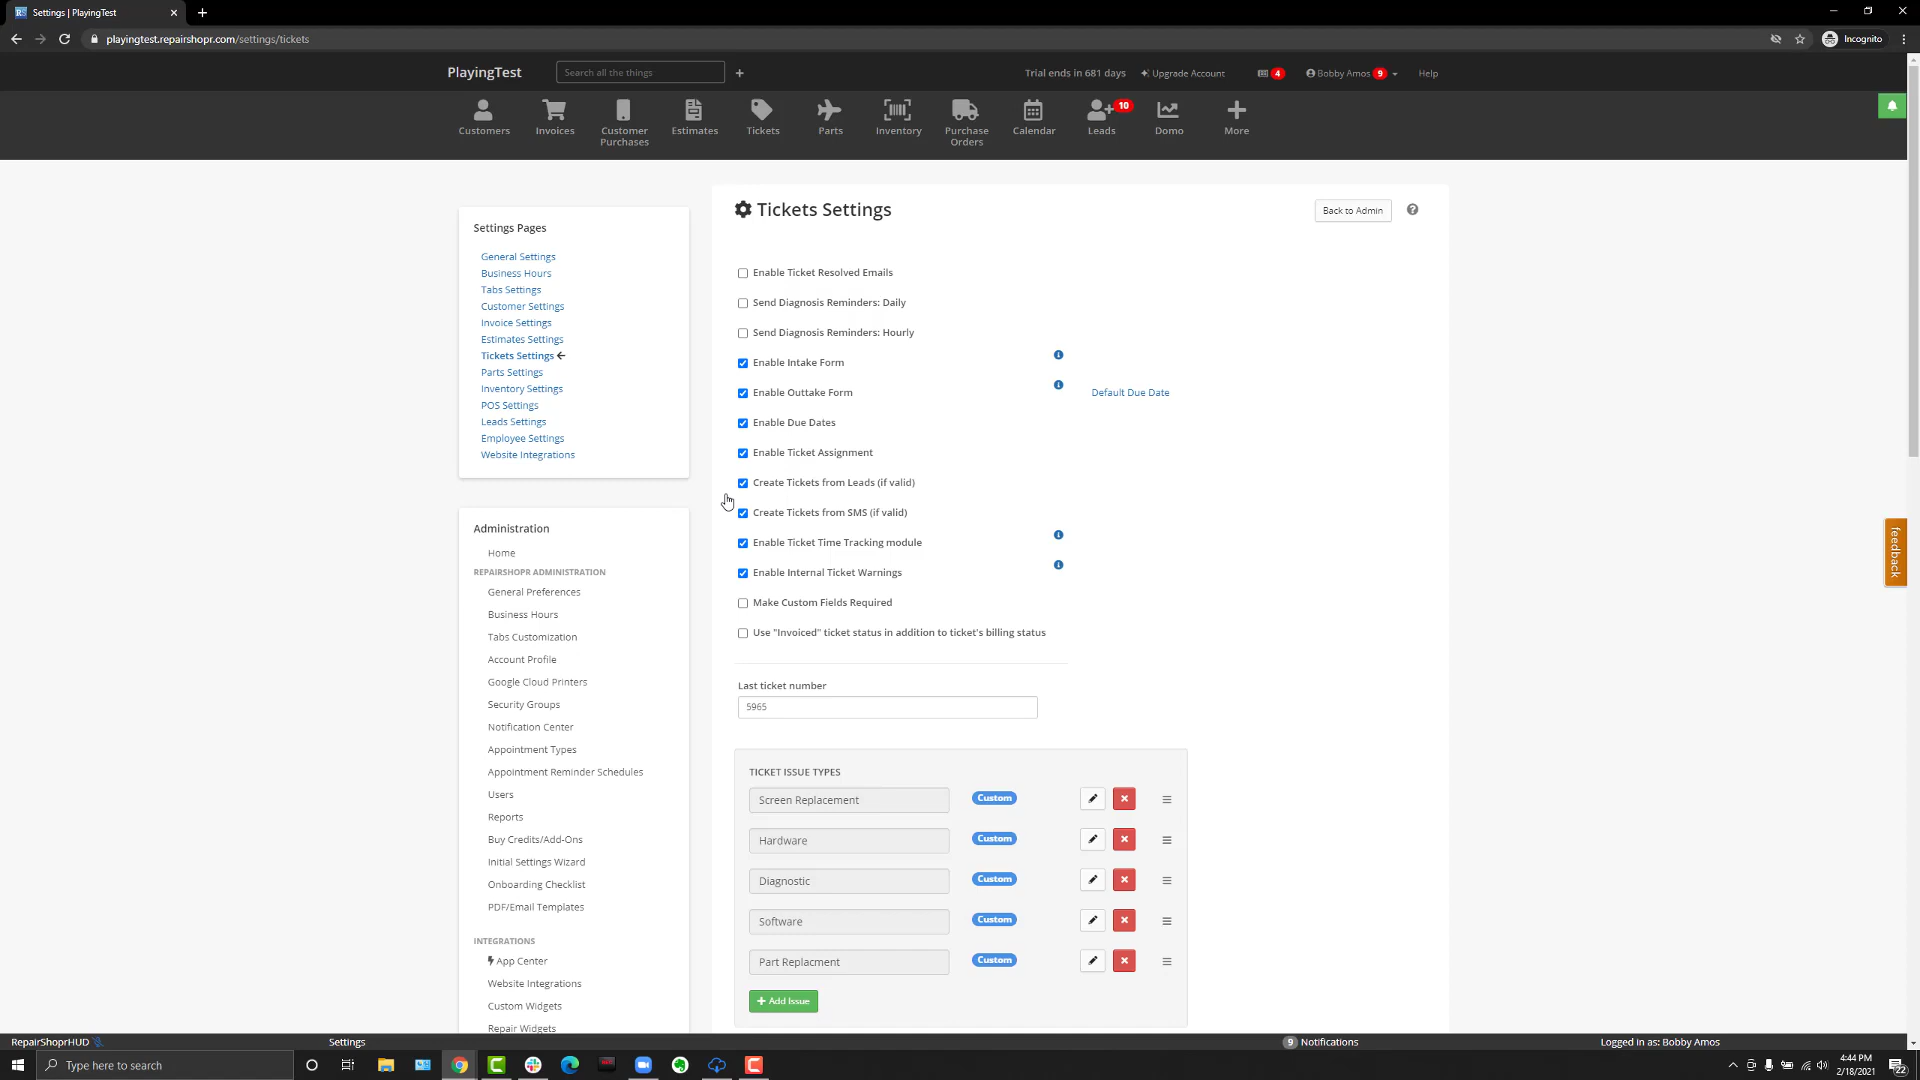 Settings | PlayingTest
playingtest.repairshopr.com/settings/tickets
Incognito
PlayingTest
Search all the things
Trial ends in 681 days
Upgrade Account
4
Bobby Amos 9
Help
Customers
Invoices
Customer Purchases
Estimates
Tickets
Parts
Inventory
Purchase Orders
Calendar
Leads
10
Domo
More
Settings Pages
General Settings
Business Hours
Tabs Settings
Customer Settings
Invoice Settings
Estimates Settings
Tickets Settings
Parts Settings
Inventory Settings
POS Settings
Leads Settings
Employee Settings
Website Integrations
Administration
Home
REPAIRSHOPR ADMINISTRATION
General Preferences
Business Hours
Tabs Customization
Account Profile
Google Cloud Printers
Security Groups
Notification Center
Appointment Types
Appointment Reminder Schedules
Users
Reports
Buy Credits/Add-Ons
Initial Settings Wizard
Onboarding Checklist
PDF/Email Templates
INTEGRATIONS
App Center
Website Integrations
Custom Widgets
Repair Widgets
Tickets Settings
Back to Admin
Enable Ticket Resolved Emails
Send Diagnosis Reminders: Daily
Send Diagnosis Reminders: Hourly
Enable Intake Form
Enable Outtake Form
Default Due Date
Enable Due Dates
Enable Ticket Assignment
Create Tickets from Leads (if valid)
Create Tickets from SMS (if valid)
Enable Ticket Time Tracking module
Enable Internal Ticket Warnings
Make Custom Fields Required
Use "Invoiced" ticket status in addition to ticket's billing status
Last ticket number
5965
TICKET ISSUE TYPES
Screen Replacement Custom
Hardware Custom
Diagnostic Custom
Software Custom
Part Replacment Custom
Add Issue
feedback
RepairShoprHUD
Settings
9 Notifications
Logged in as: Bobby Amos
Type here to search
4:44 PM
2/18/2021
22